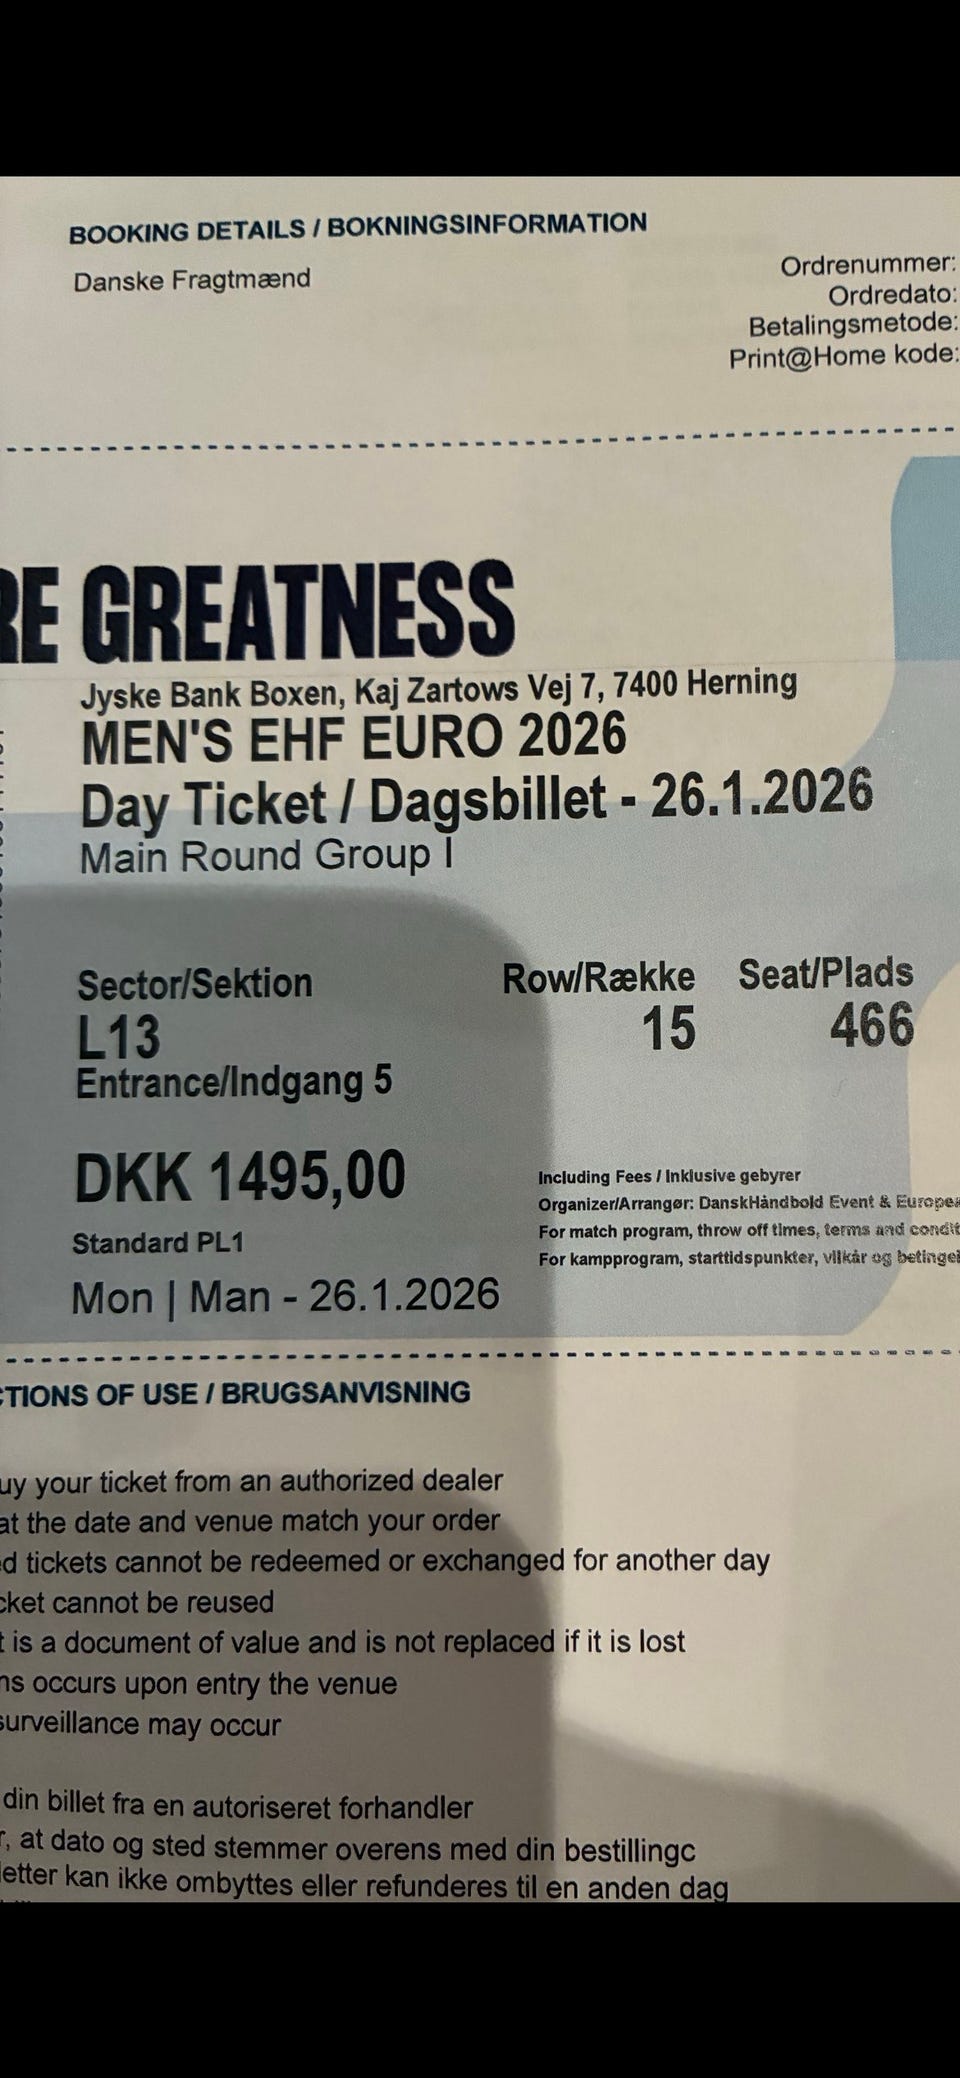 BOOKING DETAILS / BOKNINGSINFORMATION
Danske Fragtmænd
Ordrenummer:
Ordredato:
Betalingsmetode:
Print@Home kode:
RE GREATNESS
Jyske Bank Boxen, Kaj Zartows Vej 7, 7400 Herning
MEN'S EHF EURO 2026
Day Ticket / Dagsbillet - 26.1.2026
Main Round Group I
Sector/Sektion Row/Række Seat/Plads
L13 15 466
Entrance/Indgang 5
DKK 1495,00
Standard PL1
Mon | Man - 26.1.2026
Including Fees / Inklusive gebyrer
Organizer/Arrangør: DanskHåndbold Event & Europea
For match program, throw off times, terms and condit
For kampprogram, starttidspunkter, vilkår og betingel
CTIONS OF USE / BRUGSANVISNING
uy your ticket from an authorized dealer
at the date and venue match your order
ed tickets cannot be redeemed or exchanged for another day
cket cannot be reused
t is a document of value and is not replaced if it is lost
ns occurs upon entry the venue
surveillance may occur
din billet fra en autoriseret forhandler
r, at dato og sted stemmer overens med din bestillingc
letter kan ikke ombyttes eller refunderes til en anden dag